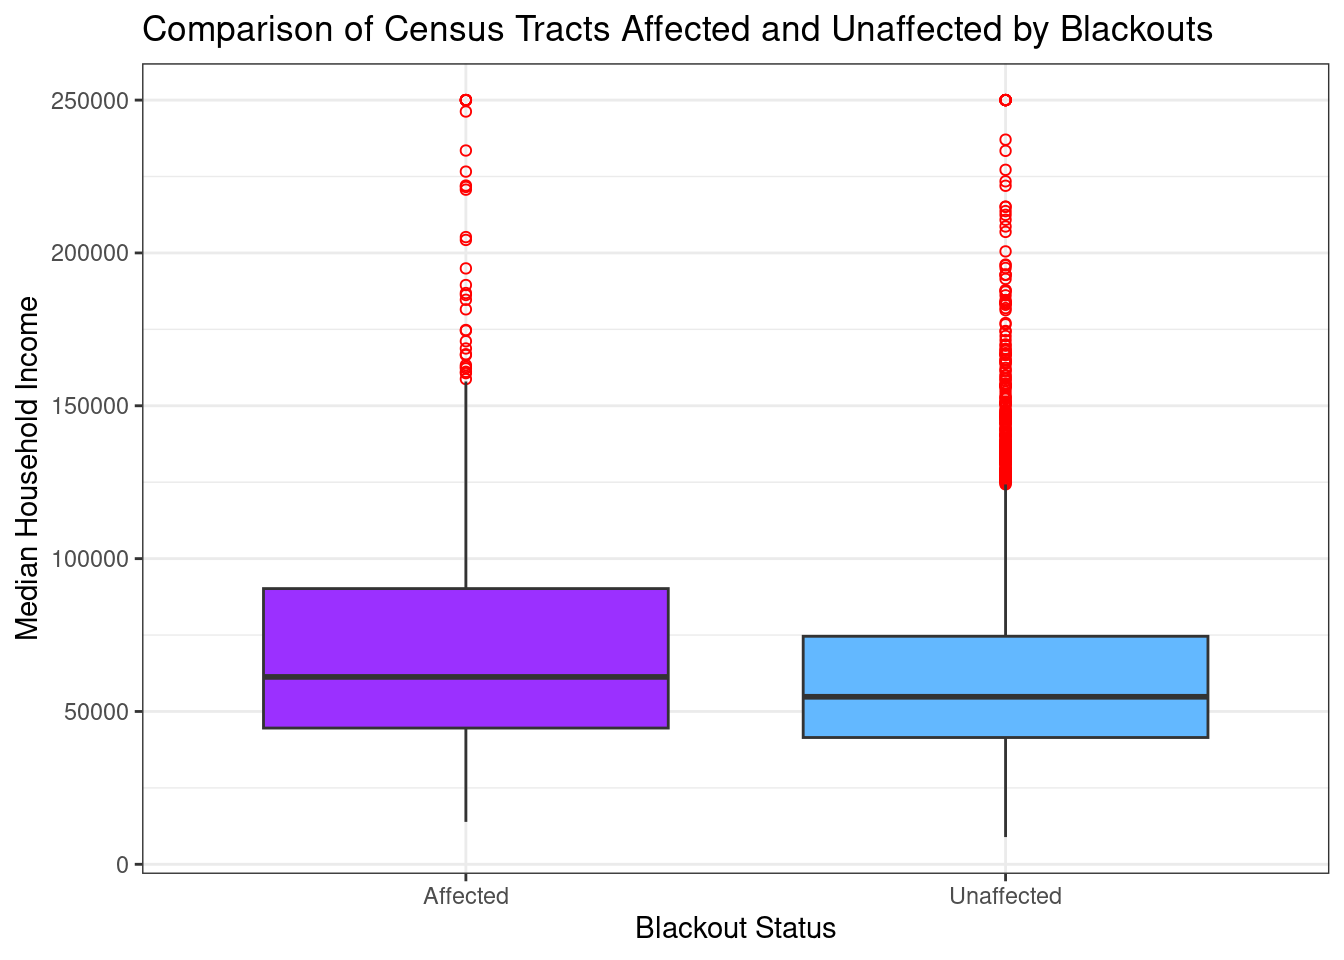 Comparison of Census Tracts Affected and Unaffected by Blackouts
250000
200000
150000
100000
50000
0
Median Household Income
Affected
Unaffected
Blackout Status